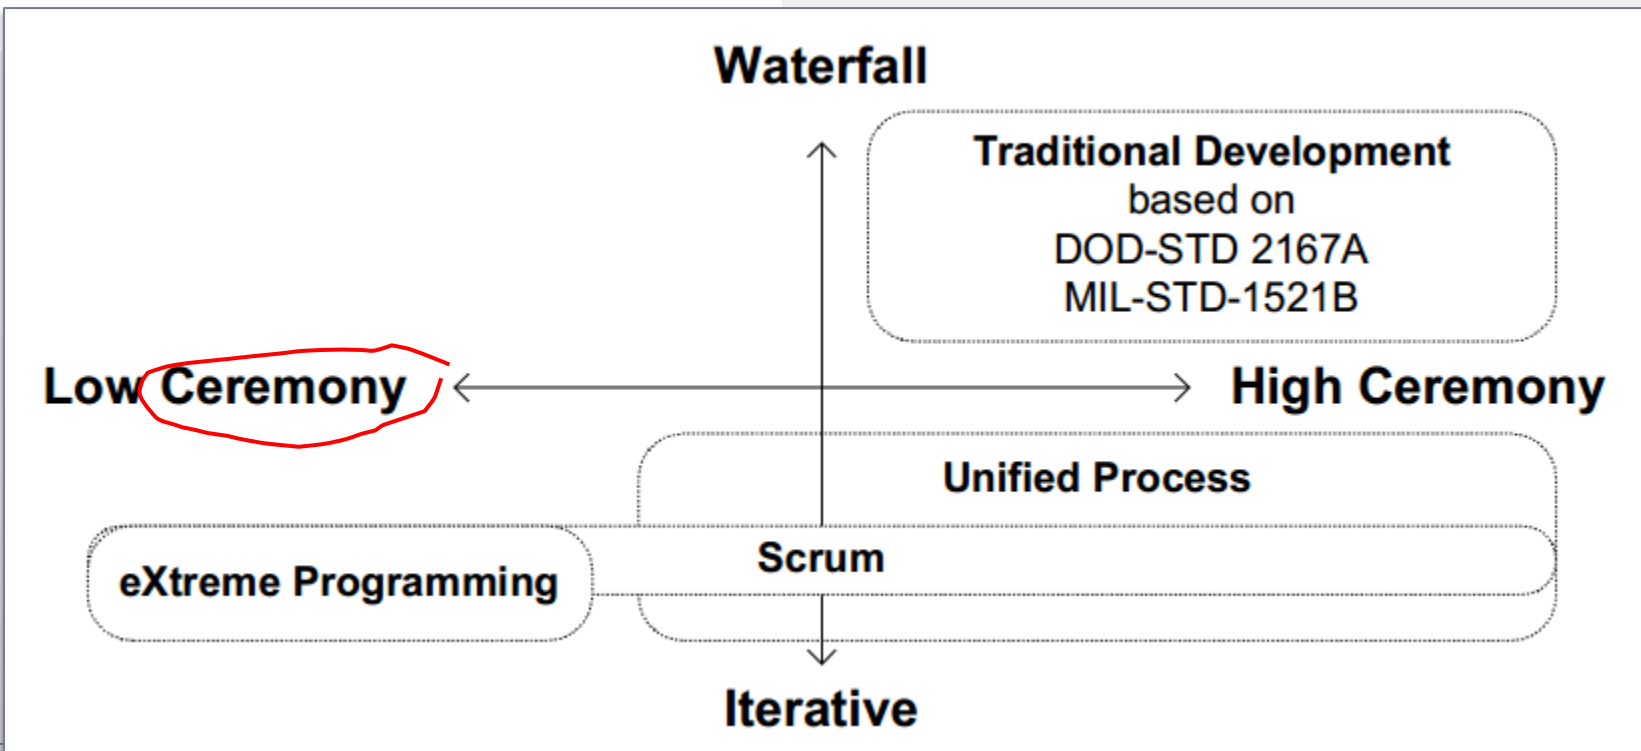 Waterfall
Traditional Development
based on
DOD-STD 2167A
MIL-STD-1521B
Low Ceremony
High Ceremony
Unified Process
Scrum
eXtreme Programming
Iterative